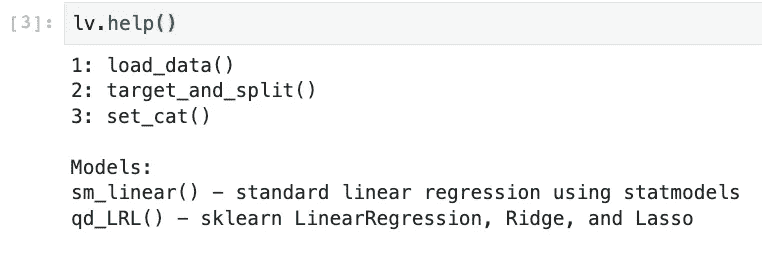 [3]: lv.help()
1: load_data()
2: target_and_split()
3: set_cat()
Models:
sm_linear() – standard linear regression using statmodels
qd_LRL() – sklearn LinearRegression, Ridge, and Lasso